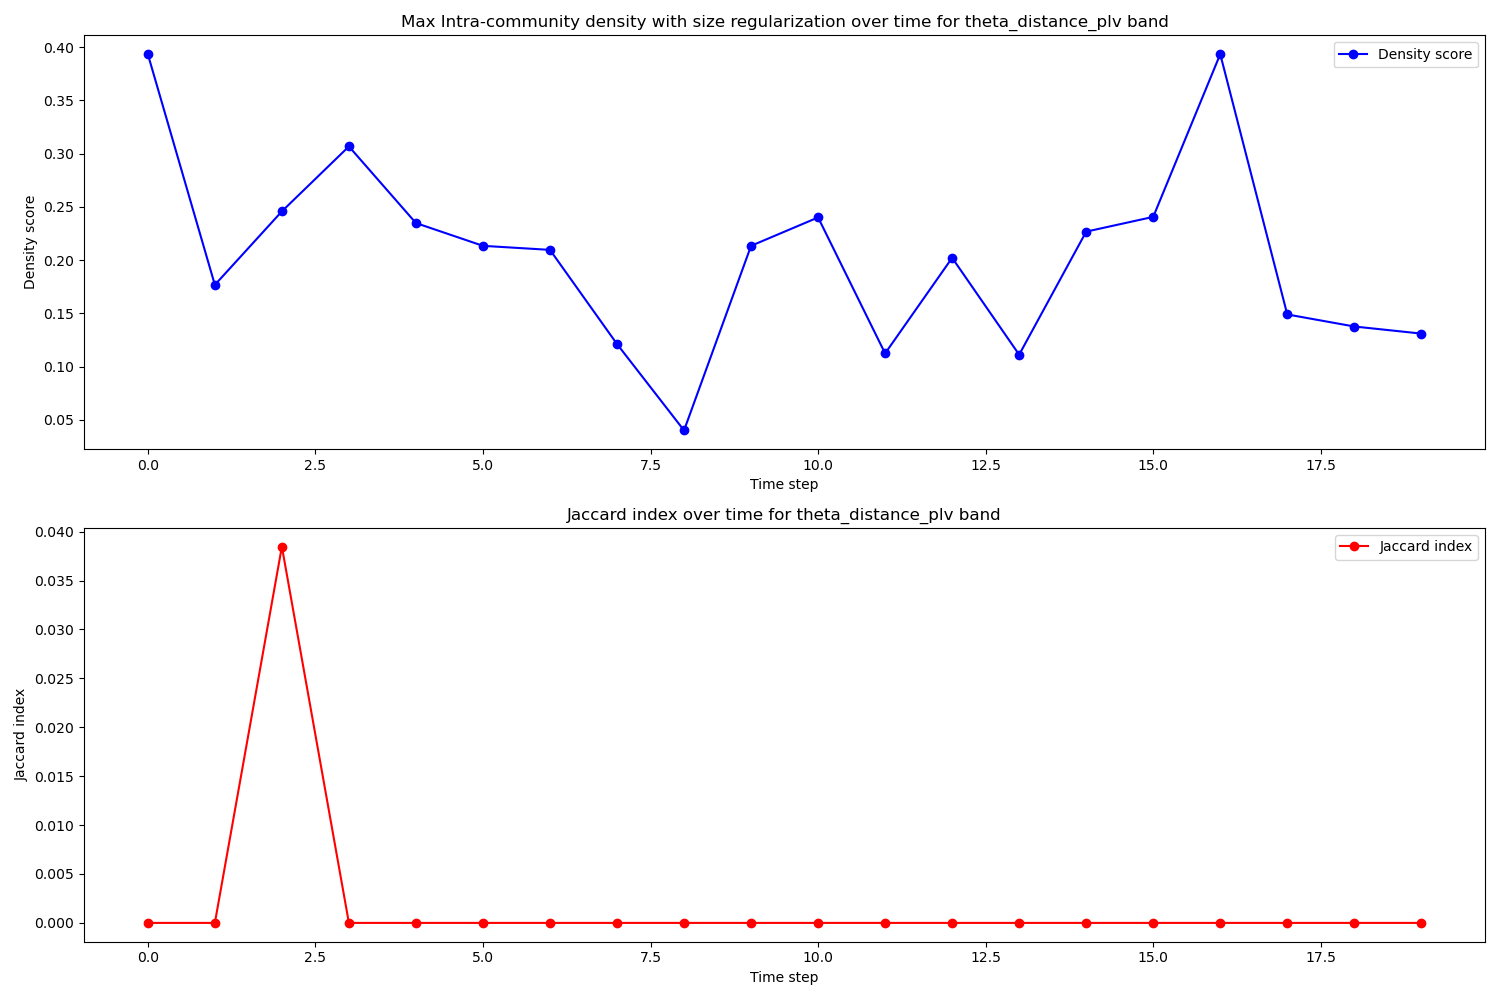 Max Intra-community density with size regularization over time for theta_distance_plv band
Density score
0.40
0.35
0.30
0.25
0.20
0.15
0.10
0.05
Density score
0.0 2.5 5.0 7.5 10.0 12.5 15.0 17.5
Time step
Jaccard index over time for theta_distance_plv band
Jaccard index
0.040
0.035
0.030
0.025
0.020
0.015
0.010
0.005
0.000
Jaccard index
0.0 2.5 5.0 7.5 10.0 12.5 15.0 17.5
Time step